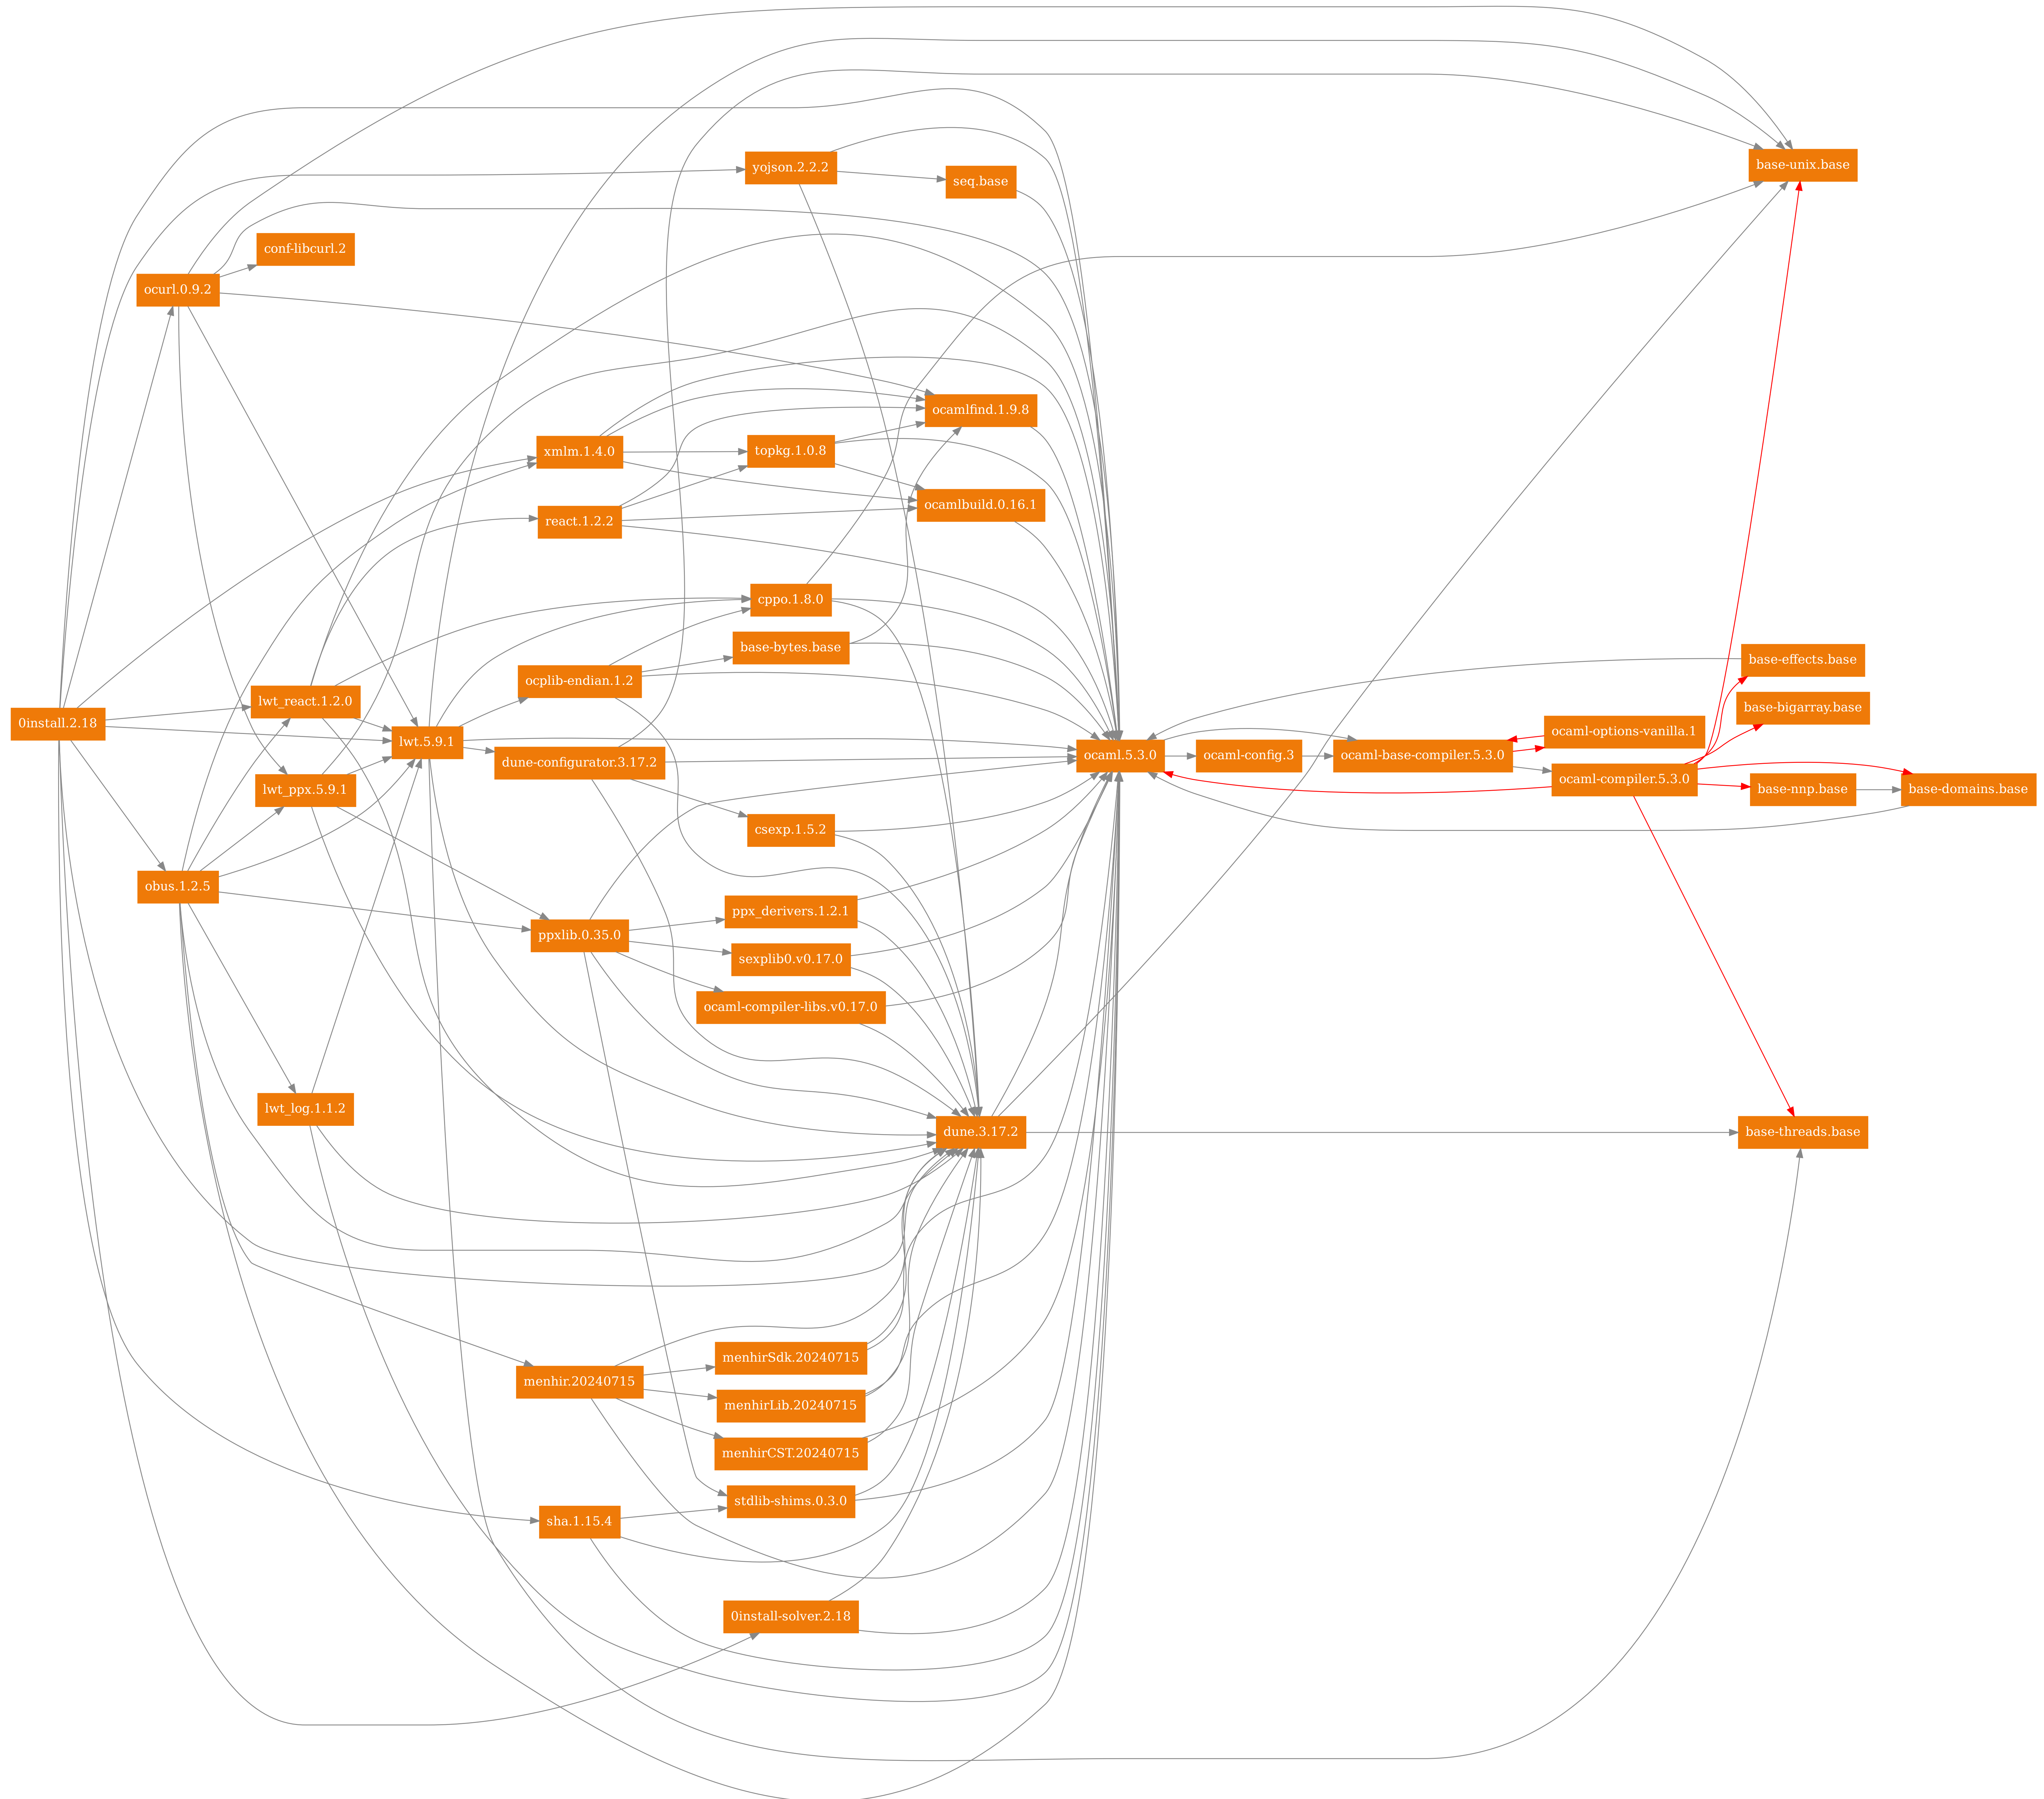 yojson.2.2.2
seq.base
base-unix.base
conf-libcurl.2
ocurl.0.9.2
ocamlfind.1.9.8
xmlm.1.4.0
topkg.1.0.8
ocamlbuild.0.16.1
react.1.2.2
cppo.1.8.0
base-bytes.base
base-effects.base
ocplib-endian.1.2
lwt_react.1.2.0
base-bigarray.base
0install.2.18
ocaml-options-vanilla.1
lwt.5.9.1
ocaml.5.3.0
ocaml-config.3
ocaml-base-compiler.5.3.0
dune-configurator.3.17.2
ocaml-compiler.5.3.0
lwt_ppx.5.9.1
base-nnp.base
base-domains.base
csexp.1.5.2
obus.1.2.5
ppx_derivers.1.2.1
ppxlib.0.35.0
sexplib0.v0.17.0
ocaml-compiler-libs.v0.17.0
lwt_log.1.1.2
dune.3.17.2
base-threads.base
menhirSdk.20240715
menhir.20240715
menhirLib.20240715
menhirCST.20240715
stdlib-shims.0.3.0
sha.1.15.4
0install-solver.2.18